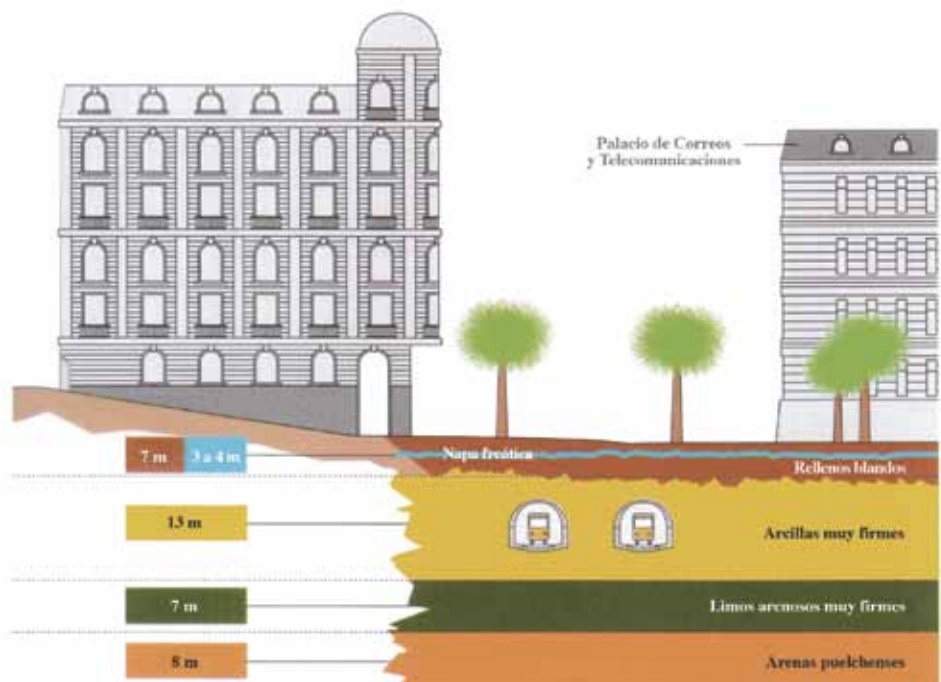 Palacio de Correos
y Telecomunicaciones
7 m
3 a 4 m
Napa freática
Rellenos blandos
13 m
Arcillas muy firmes
7 m
Limos arenosos muy firmes
8 m
Arenas puelchenses